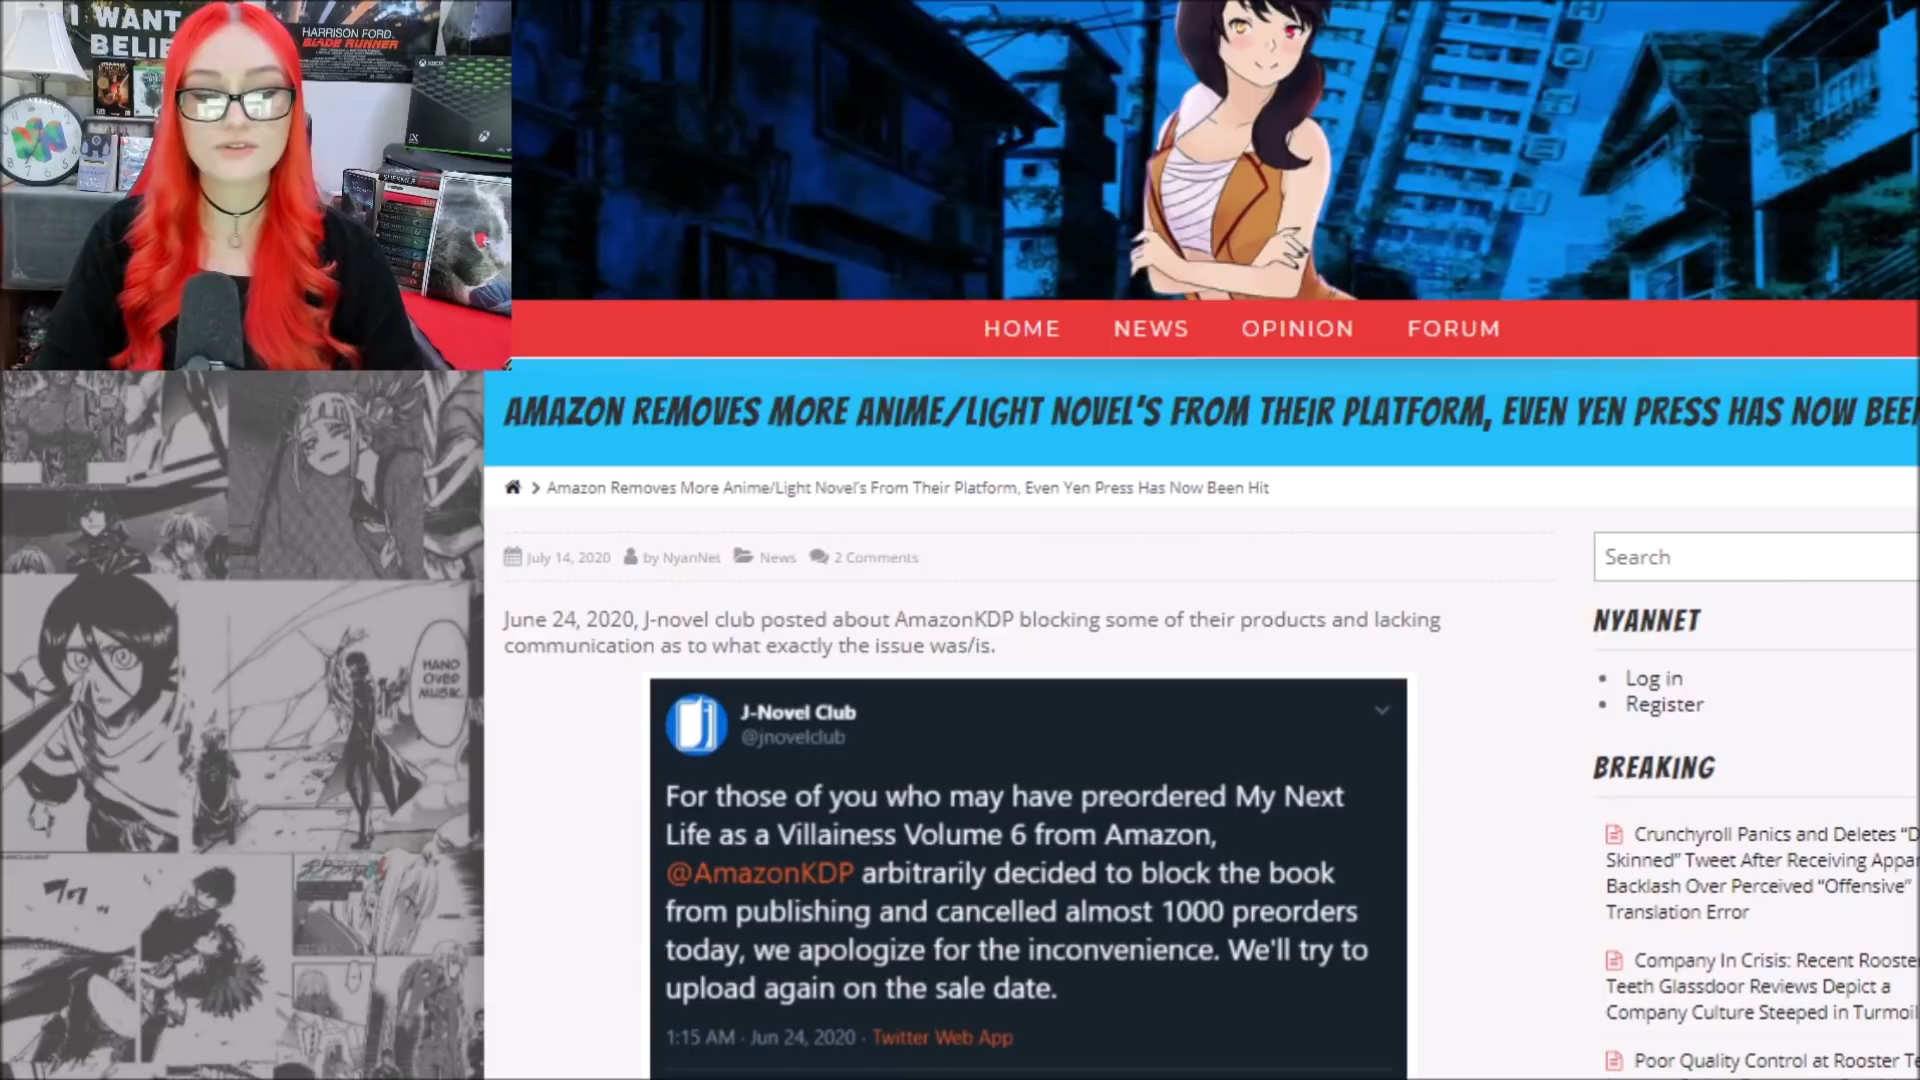 I WANT
BELIE
HARRISON FORD.
BLADE RUNNER
XBOX
HOME NEWS OPINION FORUM
AMAZON REMOVES MORE ANIME/LIGHT NOVEL'S FROM THEIR PLATFORM, EVEN YEN PRESS HAS NOW BEE
Amazon Removes More Anime/Light Novel's From Their Platform, Even Yen Press Has Now Been Hit
July 14, 2020 by NyanNet News 2 Comments
June 24, 2020, J-novel club posted about AmazonKDP blocking some of their products and lacking
communication as to what exactly the issue was/is.
J-Novel Club
@jnovelclub
For those of you who may have preordered My Next
Life as a Villainess Volume 6 from Amazon,
@AmazonKDP arbitrarily decided to block the book
from publishing and cancelled almost 1000 preorders
today, we apologize for the inconvenience. We'll try to
upload again on the sale date.
1:15 AM · Jun 24, 2020 · Twitter Web App
Search
NYANNET
Log in
Register
BREAKING
Crunchyroll Panics and Deletes "D
Skinned" Tweet After Receiving Appa
Backlash Over Perceived "Offensive"
Translation Error
Company In Crisis: Recent Rooste
Teeth Glassdoor Reviews Depict a
Company Culture Steeped in Turmoil
Poor Quality Control at Rooster Te
HAND
OVER
MUSIK.